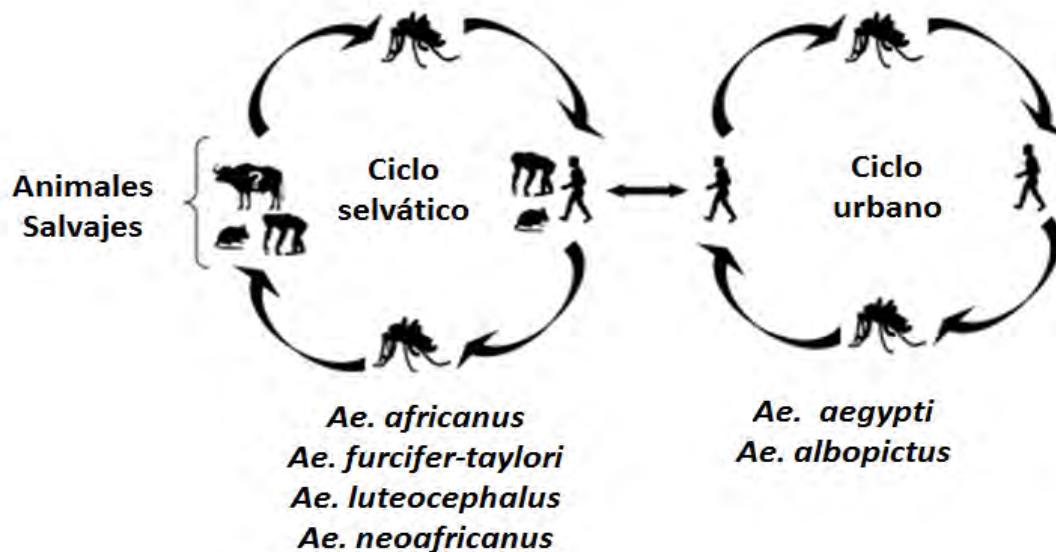 Animales
Salvajes
?
Ciclo
selvático
Ciclo
urbano
Ae. africanus
Ae. furcifer-taylori
Ae. luteocephalus
Ae. neoafricanus
Ae. aegypti
Ae. albopictus